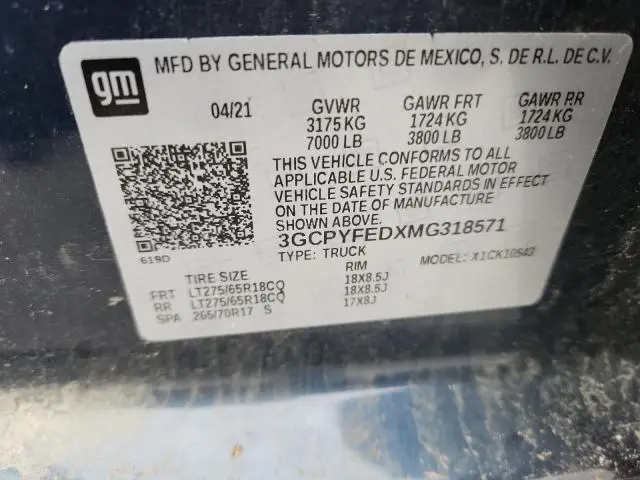 gm
MFD BY GENERAL MOTORS DE MEXICO, S. DE R.L. DE C.V.
04/21 GVWR GAWR FRT GAWR RR
3175 KG 1724 KG 1724 KG
7000 LB 3800 LB 3800 LB
THIS VEHICLE CONFORMS TO ALL
APPLICABLE U.S. FEDERAL MOTOR
VEHICLE SAFETY STANDARDS IN EFFECT
ON THE DATE OF MANUFACTURE
SHOWN ABOVE.
3GCPYFEDXMG318571
619D TYPE: TRUCK MODEL: X1CK10543
TIRE SIZE RIM
FRT LT275/65R18CQ 18X8.5J
RR LT275/65R18CQ 18X8.5J
SPA 265/70R17 S 17X8J